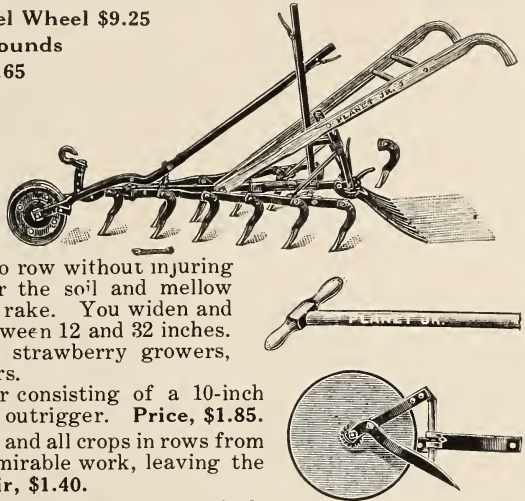 el Wheel $9.25
ounds
.65
PLANET JR.
o row without injuring
r the soil and mellow
rake. You widen and
ween 12 and 32 inches.
strawberry growers,
rs.
PLANET JR.
r consisting of a 10-inch
outrigger. Price, $1.85.
and all crops in rows from
mirable work, leaving the
ir, $1.40.